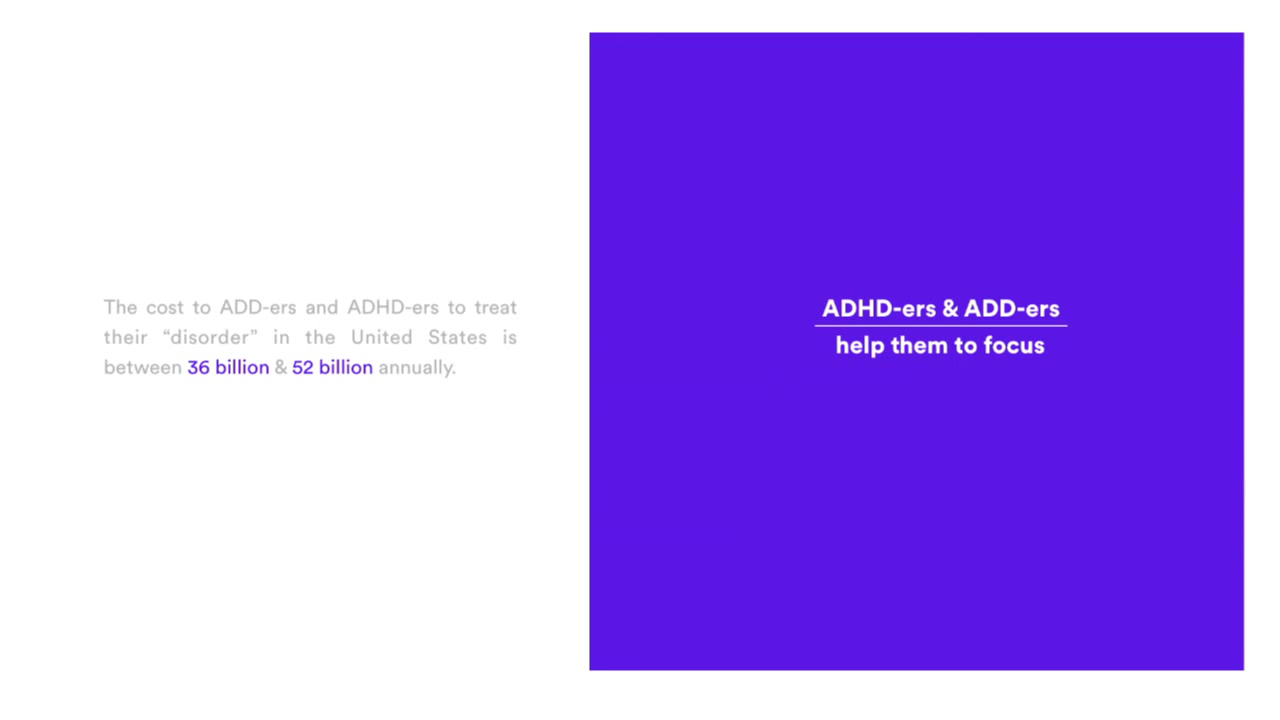 The cost to ADD-ers and ADHD-ers to treat
their “disorder” in the United States is
between 36 billion & 52 billion annually.
ADHD-ers & ADD-ers
help them to focus